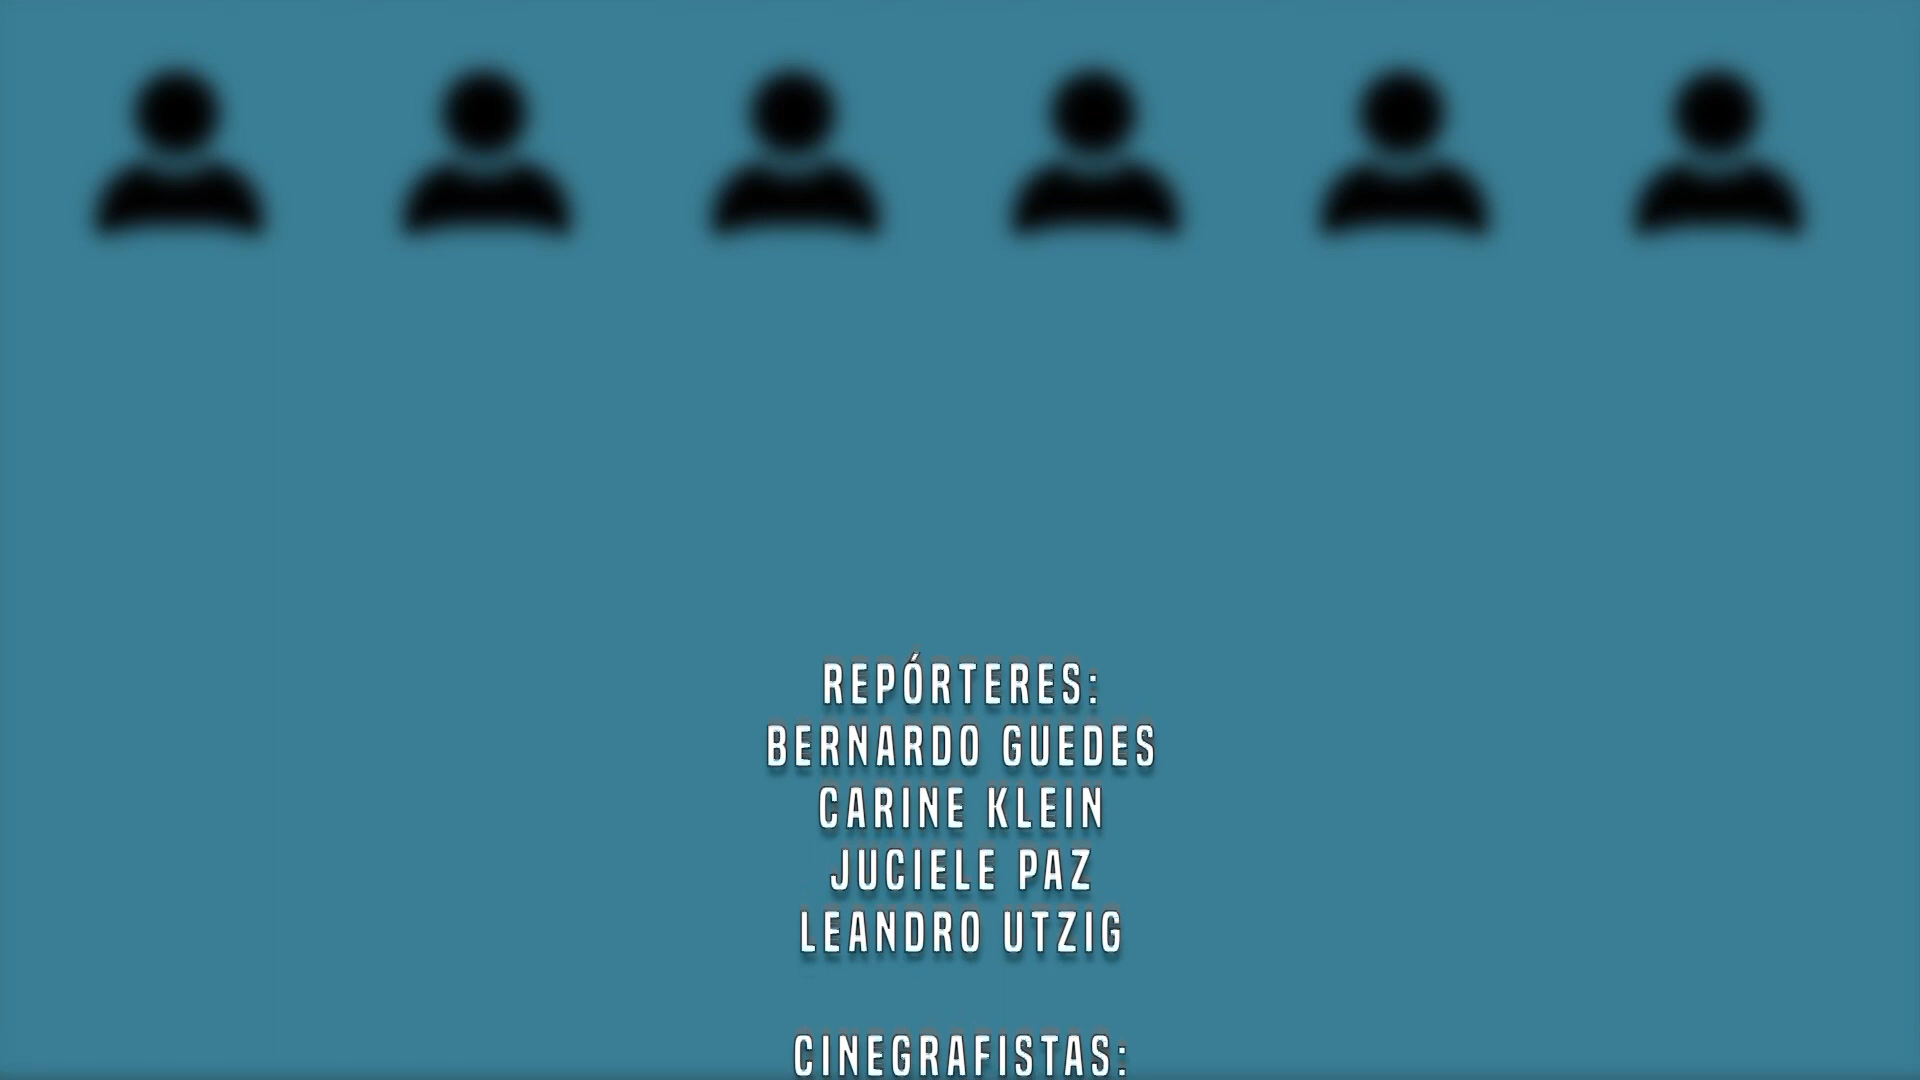 REPÓRTERES:
BERNARDO GUEDES
CARINE KLEIN
JUCIELE PAZ
LEANDRO UTZIG
CINEGRAFISTAS: